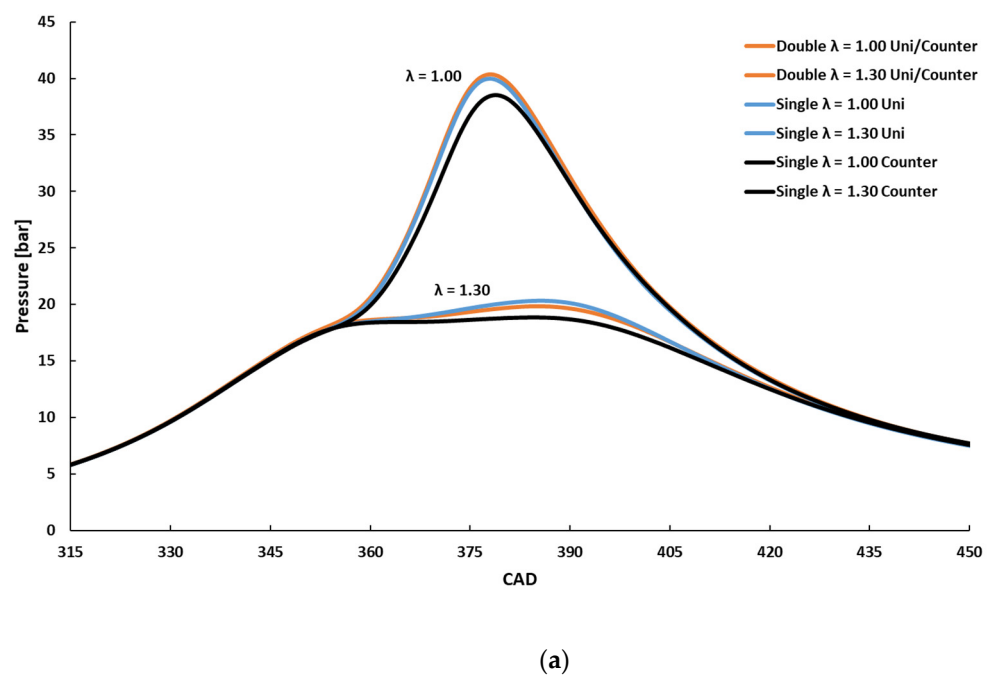 45
40
35
30
25
20
15
10
5
0
Pressure [bar]
λ = 1.00
λ = 1.30
Double λ = 1.00 Uni/Counter
Double λ = 1.30 Uni/Counter
Single λ = 1.00 Uni
Single λ = 1.30 Uni
Single λ = 1.00 Counter
Single λ = 1.30 Counter
315 330 345 360 375 390 405 420 435 450
CAD
(a)